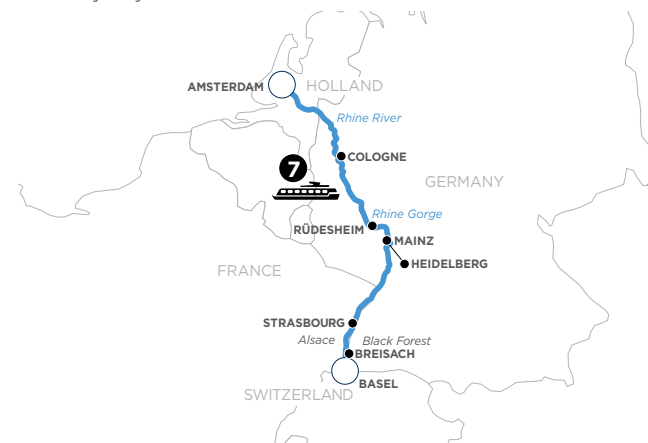 AMSTERDAM
HOLLAND
Rhine River
COLOGNE
7
GERMANY
Rhine Gorge
RÜDESHEIM
MAINZ
HEIDELBERG
FRANCE
STRASBOURG
Alsace
Black Forest
BREISACH
BASEL
SWITZERLAND